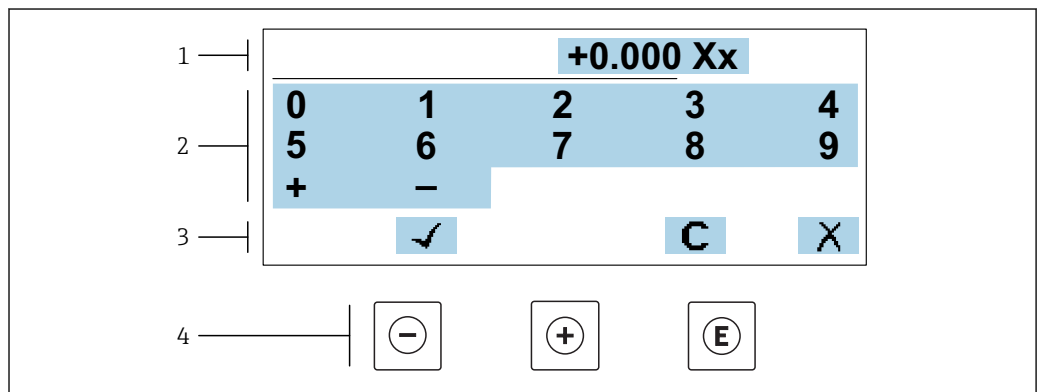 1 +0.000 Xx
0 1 2 3 4
2 5 6 7 8 9
+ −
3 ✓ C X
4 − + E